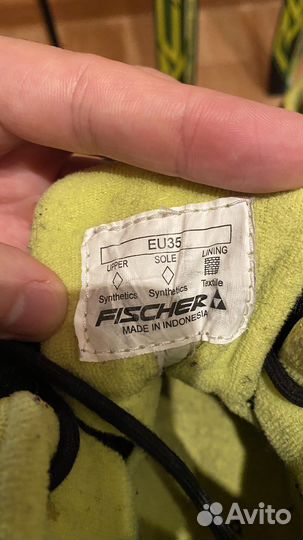 EU35
UPPER SOLE LINING
Synthetics Synthetics Textile
FISCHER
MADE IN INDONESIA
Avito